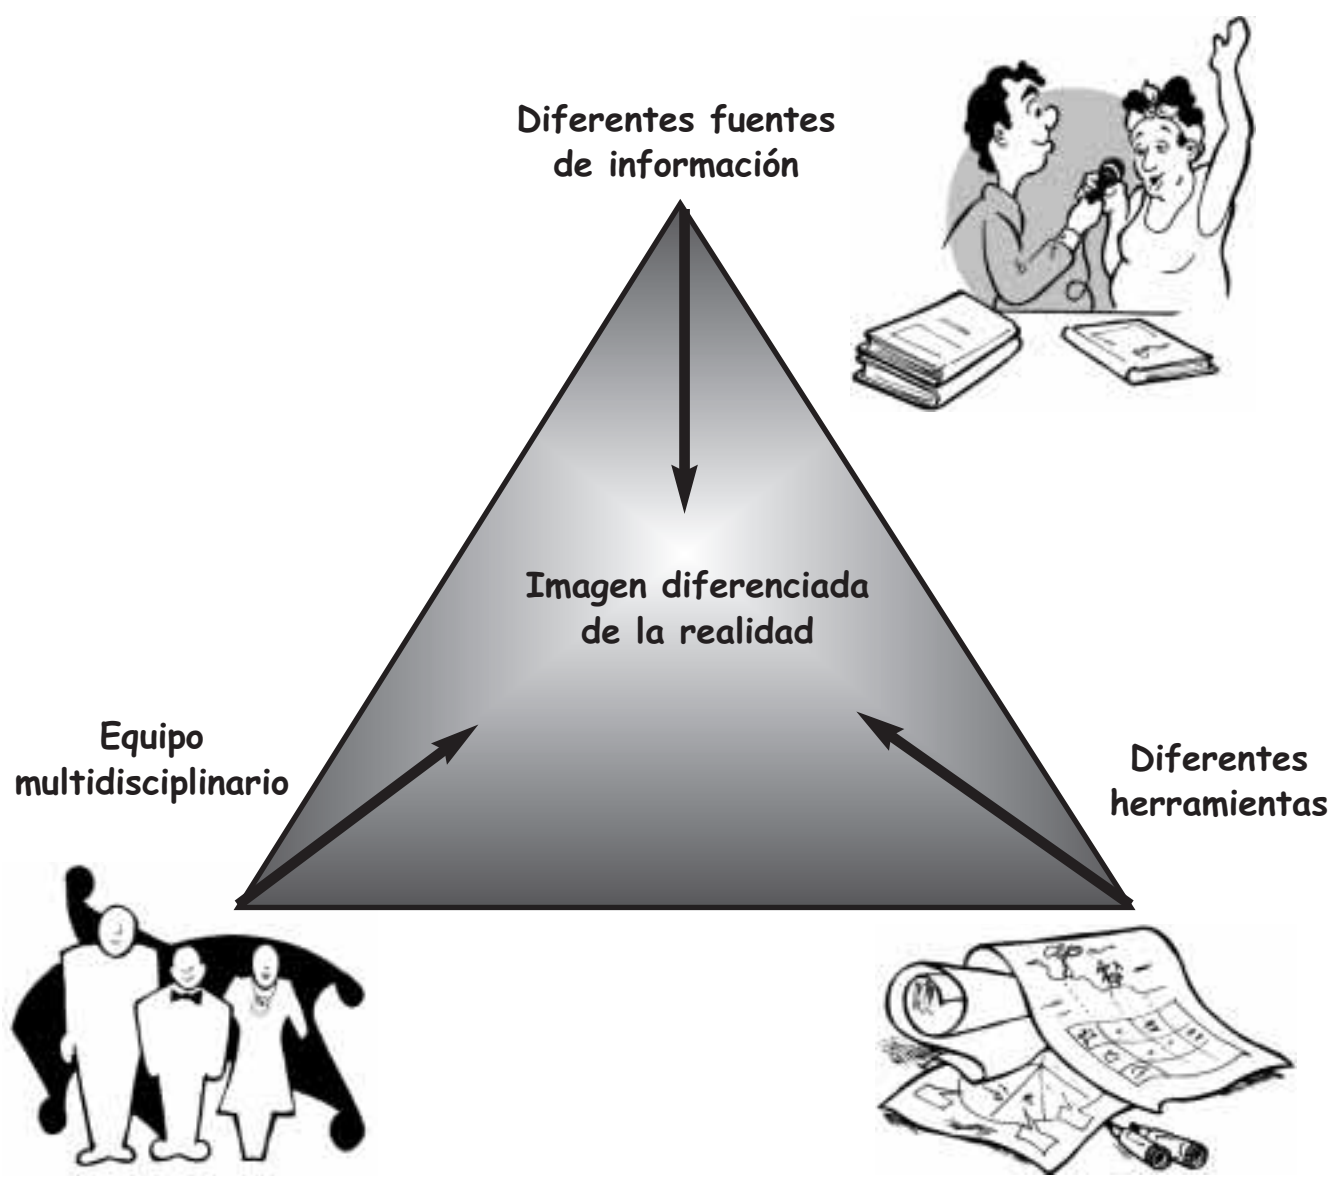 Diferentes fuentes
de información
Imagen diferenciada
de la realidad
Equipo
multidisciplinario
Diferentes
herramientas